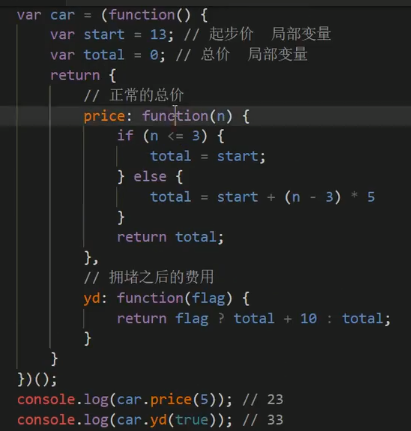 var car = (function() {
var start = 13; // 起步价 局部变量
var total = 0; // 总价 局部变量
return {
// 正常的总价
price: function(n) {
if (n <= 3) {
total = start;
} else {
total = start + (n - 3) * 5
}
return total;
},
// 拥堵之后的费用
yd: function(flag) {
return flag ? total + 10 : total;
}
}
})();
console.log(car.price(5)); // 23
console.log(car.yd(true)); // 33